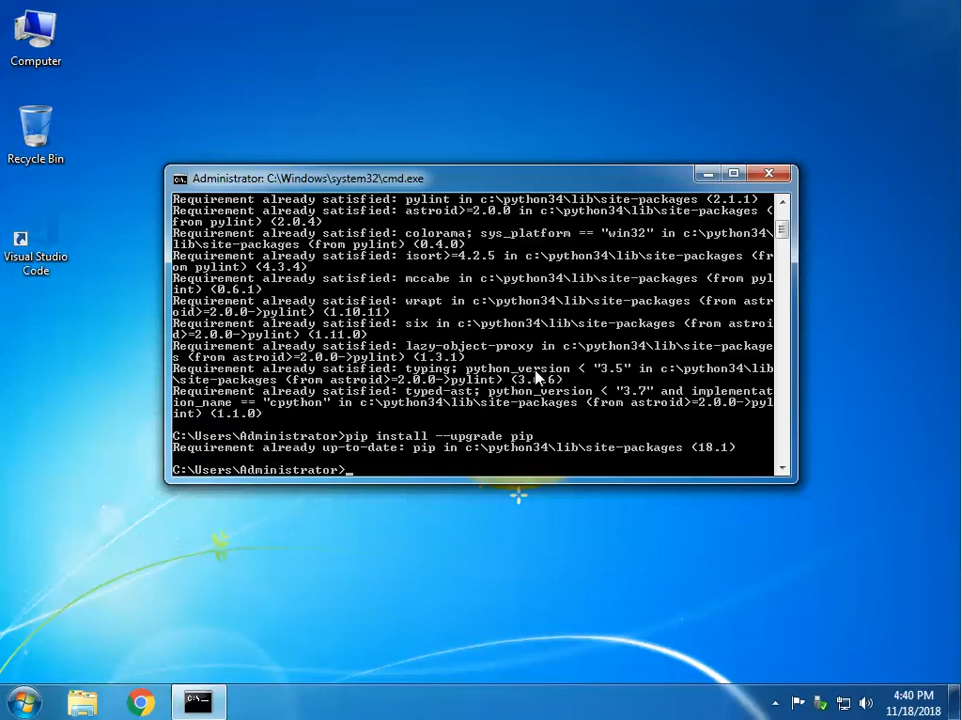 Computer
Recycle Bin
Visual Studio
Code
Administrator: C:\Windows\system32\cmd.exe
Requirement already satisfied: pylint in c:\python34\lib\site-packages (2.1.1)
Requirement already satisfied: astroid>=2.0.0 in c:\python34\lib\site-packages (
from pylint) (2.0.4)
Requirement already satisfied: colorama; sys_platform == "win32" in c:\python34\
lib\site-packages (from pylint) (0.4.0)
Requirement already satisfied: isort>=4.2.5 in c:\python34\lib\site-packages (fr
om pylint) (4.3.4)
Requirement already satisfied: mccabe in c:\python34\lib\site-packages (from pyl
int) (0.6.1)
Requirement already satisfied: wrapt in c:\python34\lib\site-packages (from astr
oid>=2.0.0->pylint) (1.10.11)
Requirement already satisfied: six in c:\python34\lib\site-packages (from astroi
d>=2.0.0->pylint) (1.11.0)
Requirement already satisfied: lazy-object-proxy in c:\python34\lib\site-package
s (from astroid>=2.0.0->pylint) (1.3.1)
Requirement already satisfied: typing; python_version < "3.5" in c:\python34\lib
\site-packages (from astroid>=2.0.0->pylint)
Requirement already satisfied: typed-ast; python_version < "3.7" and implementat
ion_name == "cpython" in c:\python34\lib\site-packages (from astroid>=2.0.0->pyl
int) (1.1.0)
C:\Users\Administrator>pip install --upgrade pip
Requirement already up-to-date: pip in c:\python34\lib\site-packages (18.1)
C:\Users\Administrator>_
4:40 PM
11/18/2018